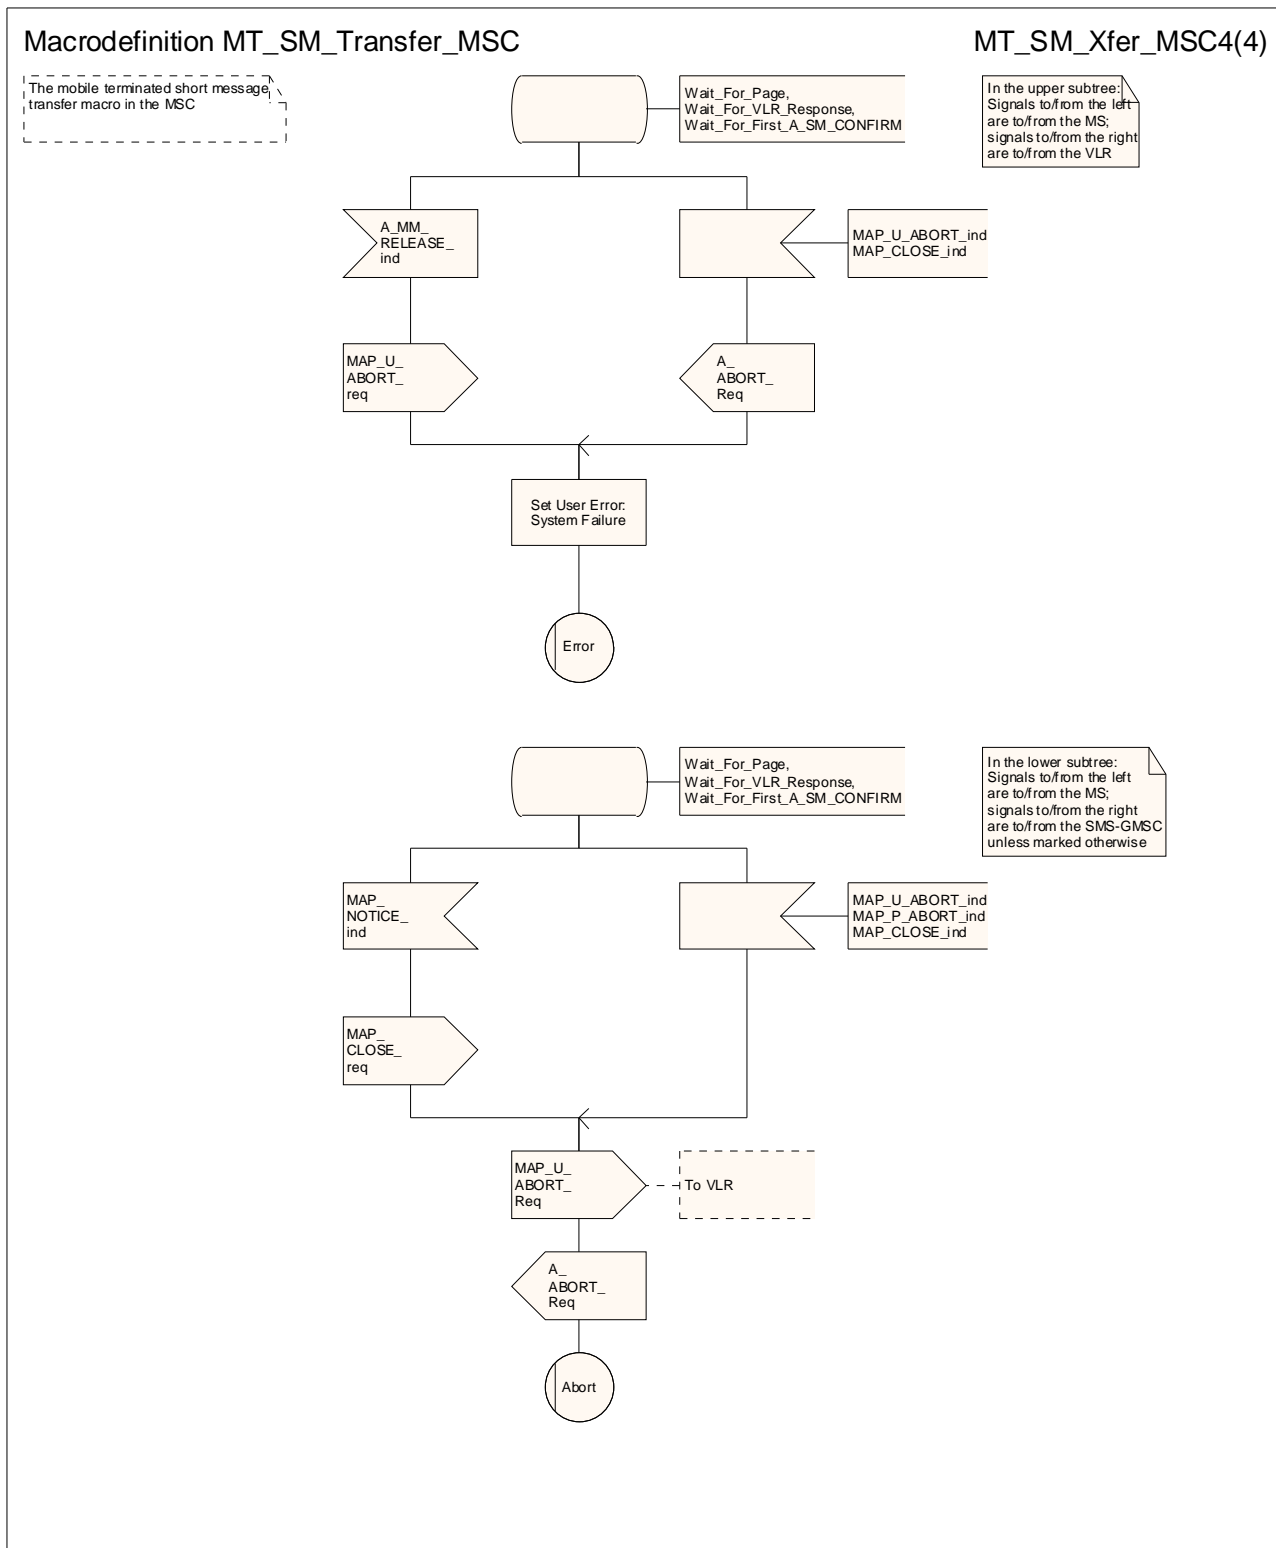 Macrodefinition MT_SM_Transfer_MSC
MT_SM_Xfer_MSC4(4)
The mobile terminated short message
transfer macro in the MSC
Wait_For_Page,
Wait_For_VLR_Response,
Wait_For_First_A_SM_CONFIRM
In the upper subtree:
Signals to/from the left
are to/from the MS;
signals to/from the right
are to/from the VLR
A_MM_
RELEASE_
ind
MAP_U_ABORT_ind
MAP_CLOSE_ind
MAP_U_
ABORT_
req
A_
ABORT_
Req
Set User Error:
System Failure
Error
Wait_For_Page,
Wait_For_VLR_Response,
Wait_For_First_A_SM_CONFIRM
In the lower subtree:
Signals to/from the left
are to/from the MS;
signals to/from the right
are to/from the SMS-GMSC
unless marked otherwise
MAP_
NOTICE_
ind
MAP_U_ABORT_ind
MAP_P_ABORT_ind
MAP_CLOSE_ind
MAP_
CLOSE_
req
MAP_U_
ABORT_
Req
To VLR
A_
ABORT_
Req
Abort